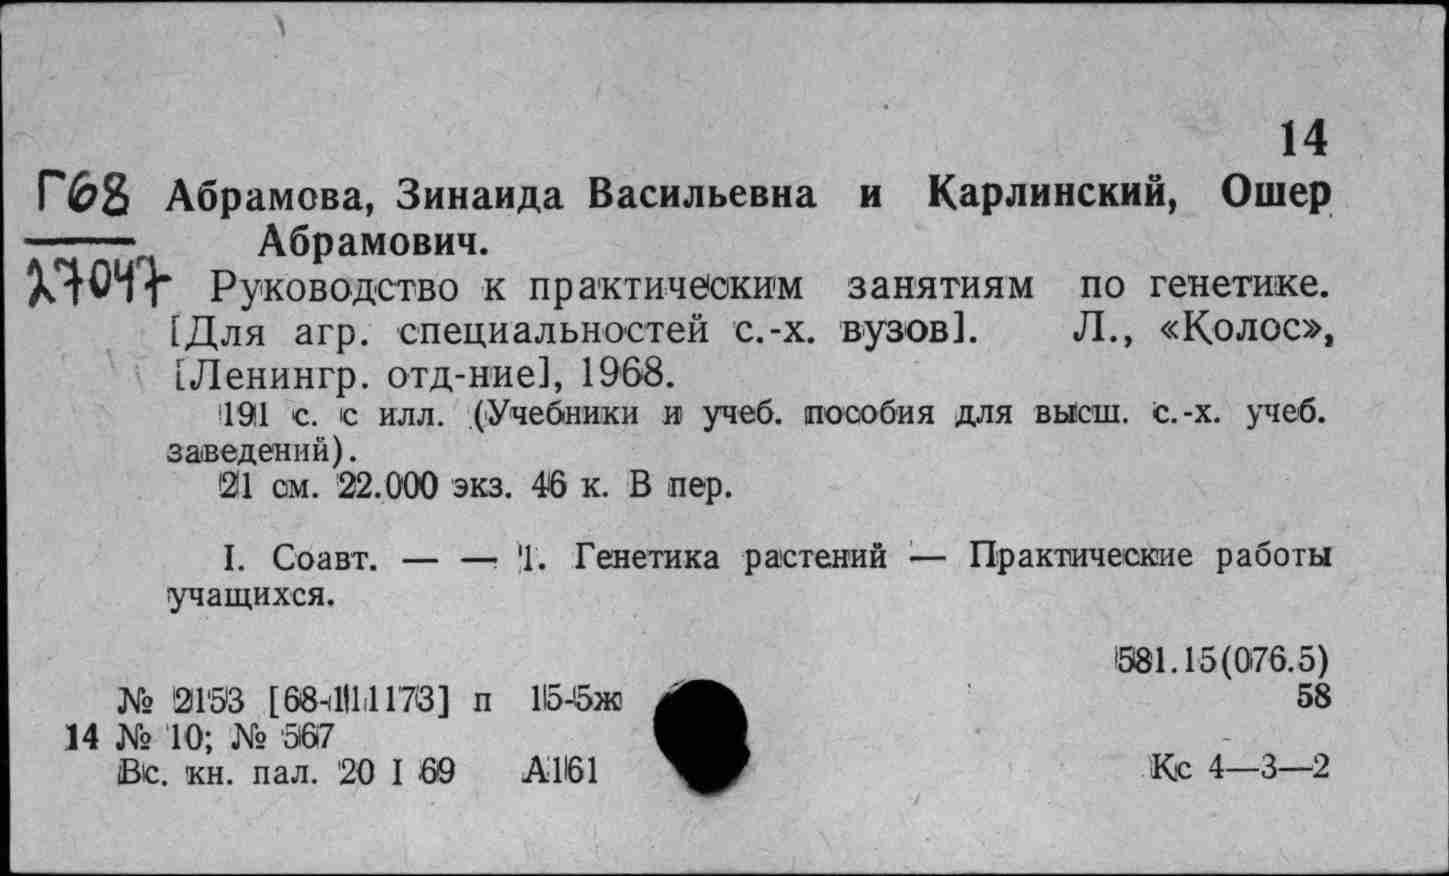 14
Г68 Абрамова, Зинаида Васильевна и Карлинский, Ошер
Абрамович.
Руководство к практическим занятиям по генетике.
[Для агр. специальностей с.-х. вузов]. Л., «Колос»,
[Ленингр. отд-ние], 1968.
191 с. с илл. (Учебники и учеб. пособия для высш. с.-х. учеб.
заведений).
21 см. 22.000 экз. 46 к. В пер.
I. Соавт. — — 1. Генетика растений — Практические работы
учащихся.
581.15(076.5)
№ 2153 [68-11173] п 15-5ж
58
14 № 10; № 567
Вс. кн. пал. 20 I 69 А161
Кс 4—3—2